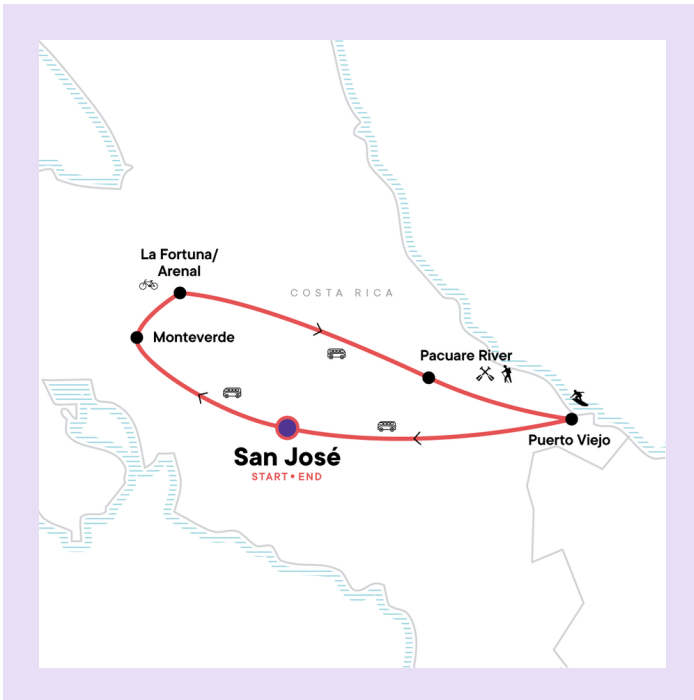 La Fortuna/
Arenal
COSTA RICA
Monteverde
Pacuare River
Puerto Viejo
San José
START • END